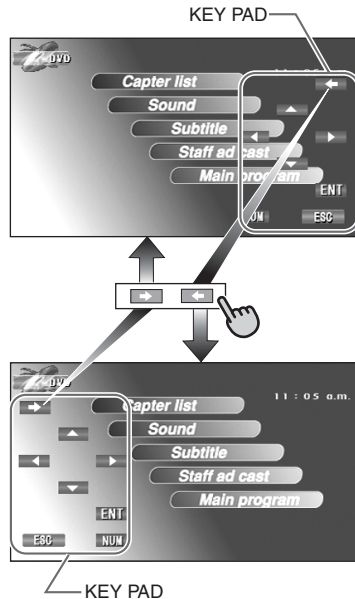 KEY PAD
DVD
Capter list
Sound
Subtitle
Staff ad cast
Main program
ENT
ESC
DVD
11 : 05 a.m.
Capter list
Sound
Subtitle
Staff ad cast
Main program
ENT
ESC
NUM
KEY PAD